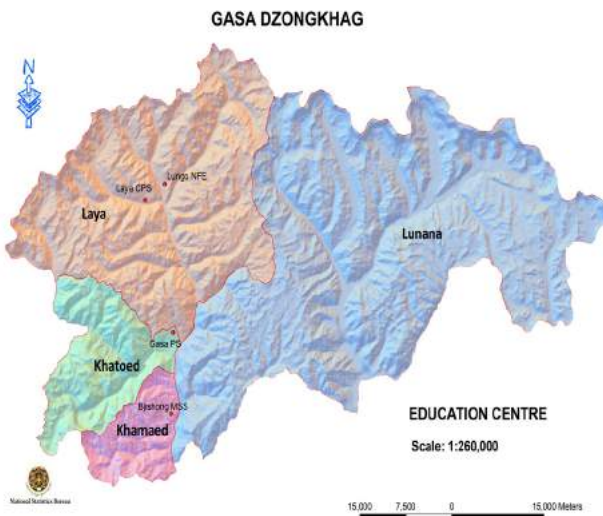 GASA DZONGKHAG
N
Lungo NFE
Laya CPS
Laya
Lunana
Gasa PS
Khatoed
Bjishong MSS
Khamaed
EDUCATION CENTRE
Scale: 1:260,000
National Statistics Bureau
15,000 7,500 0 15,000 Meters